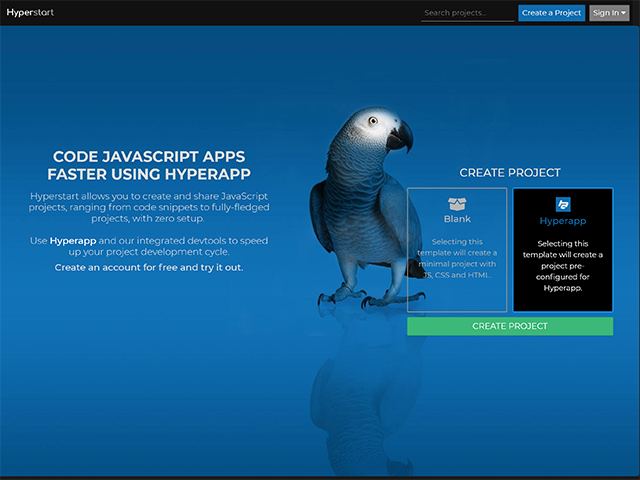 Hyperstart
Search projects...
Create a Project
Sign In
CODE JAVASCRIPT APPS
FASTER USING HYPERAPP
Hyperstart allows you to create and share JavaScript
projects, ranging from code snippets to fully-fledged
projects, with zero setup.
Use Hyperapp and our integrated devtools to speed
up your project development cycle.
Create an account for free and try it out.
CREATE PROJECT
Blank
Selecting this
template will create a
minimal project with
JS, CSS and HTML.
Hyperapp
Selecting this
template will create a
project pre-
configured for
Hyperapp.
CREATE PROJECT